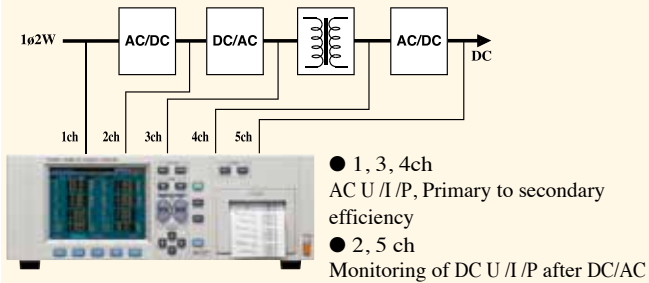 1ø2W
AC/DC
DC/AC
AC/DC
DC
1ch 2ch 3ch 4ch 5ch
● 1, 3, 4ch
AC U /I /P, Primary to secondary
efficiency
● 2, 5 ch
Monitoring of DC U /I /P after DC/AC